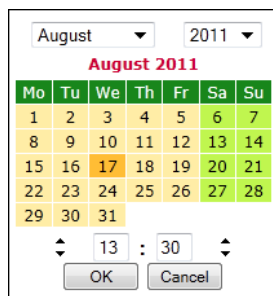 August 2011
August 2011
Mo Tu We Th Fr Sa Su
1 2 3 4 5 6 7
8 9 10 11 12 13 14
15 16 17 18 19 20 21
22 23 24 25 26 27 28
29 30 31
13 : 30
OK Cancel